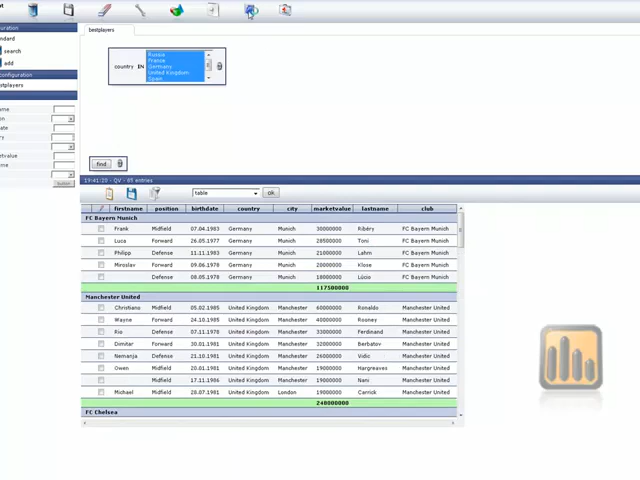 bestplayers
guration
ndard
search
add
configuration
stplayers
ame
on
ate
ry
etvalue
me
button
country IN
Russia
France
Germany
United Kingdom
Spain
find
19:41:20 - QV - 65 entries
table ok
firstname position birthdate country city marketvalue lastname club
FC Bayern Munich
Frank Midfield 07.04.1983 Germany Munich 30000000 Ribéry FC Bayern Munich
Luca Forward 26.05.1977 Germany Munich 28500000 Toni FC Bayern Munich
Philipp Defense 11.11.1983 Germany Munich 21000000 Lahm FC Bayern Munich
Miroslav Forward 09.06.1978 Germany Munich 20000000 Klose FC Bayern Munich
Defense 08.05.1978 Germany Munich 18000000 Lúcio FC Bayern Munich
117500000
Manchester United
Christiano Midfield 05.02.1985 United Kingdom Manchester 60000000 Ronaldo Manchester United
Wayne Forward 24.10.1985 United Kingdom Manchester 40000000 Rooney Manchester United
Rio Defense 07.11.1978 United Kingdom Manchester 33000000 Ferdinand Manchester United
Dimitar Forward 30.01.1981 United Kingdom Manchester 32000000 Berbatov Manchester United
Nemanja Defense 21.10.1981 United Kingdom Manchester 26000000 Vidic Manchester United
Owen Midfield 20.01.1981 United Kingdom Manchester 19000000 Hargreaves Manchester United
Midfield 17.11.1986 United Kingdom Manchester 19000000 Nani Manchester United
Michael Midfield 28.07.1981 United Kingdom London 19000000 Carrick Manchester United
248000000
FC Chelsea